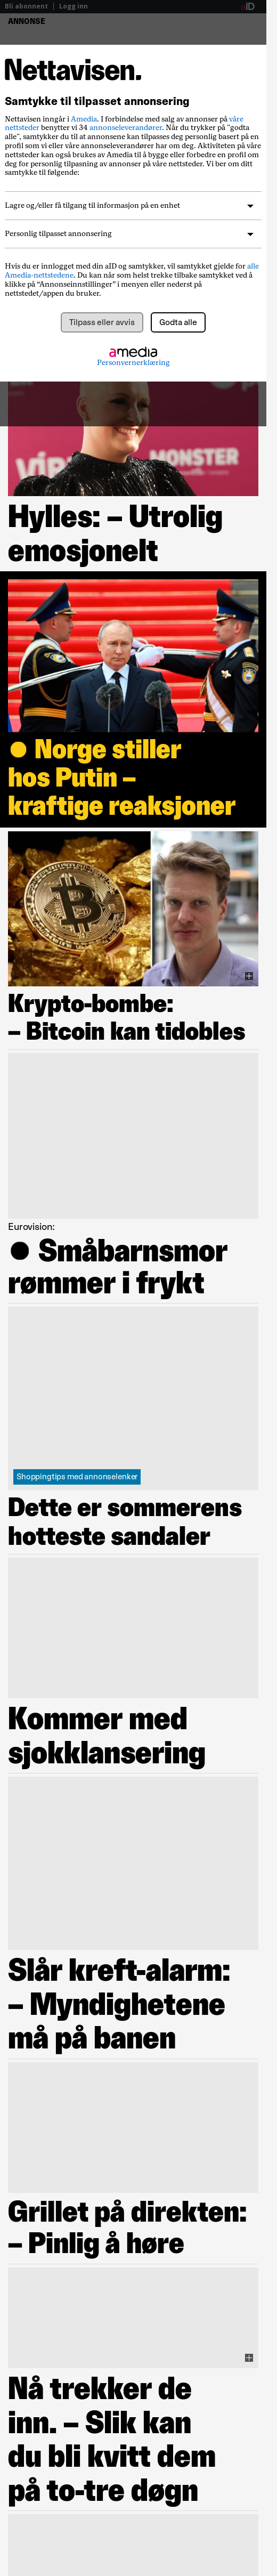 Bli abonnent | Logg inn
aID
ANNONSE
Nettavisen.
Samtykke til tilpasset annonsering
Nettavisen inngår i Amedia. I forbindelse med salg av annonser på våre
nettsteder benytter vi 34 annonseleverandører. Når du trykker på "godta
alle", samtykker du til at annonsene kan tilpasses deg personlig basert på en
profil som vi eller våre annonseleverandører har om deg. Aktiviteten på våre
nettsteder kan også brukes av Amedia til å bygge eller forbedre en profil om
deg for personlig tilpasning av annonser på våre nettsteder. Vi ber om ditt
samtykke til følgende:
Lagre og/eller få tilgang til informasjon på en enhet
Personlig tilpasset annonsering
Hvis du er innlogget med din aID og samtykker, vil samtykket gjelde for alle
Amedia-nettstedene. Du kan når som helst trekke tilbake samtykket ved å
klikke på “Annonseinnstillinger” i menyen eller nederst på
nettstedet/appen du bruker.
Tilpass eller avvis
Godta alle
amedia
Personvernerklæring
MONSTER
Hylles: – Utrolig
emosjonelt
Norge stiller
hos Putin –
kraftige reaksjoner
Krypto-bombe:
– Bitcoin kan tidobles
Eurovision:
Småbarnsmor
rømmer i frykt
Shoppingtips med annonselenker
Dette er sommerens
hotteste sandaler
Kommer med
sjokklansering
Slår kreft-alarm:
– Myndighetene
må på banen
Grillet på direkten:
– Pinlig å høre
Nå trekker de
inn. – Slik kan
du bli kvitt dem
på to-tre døgn